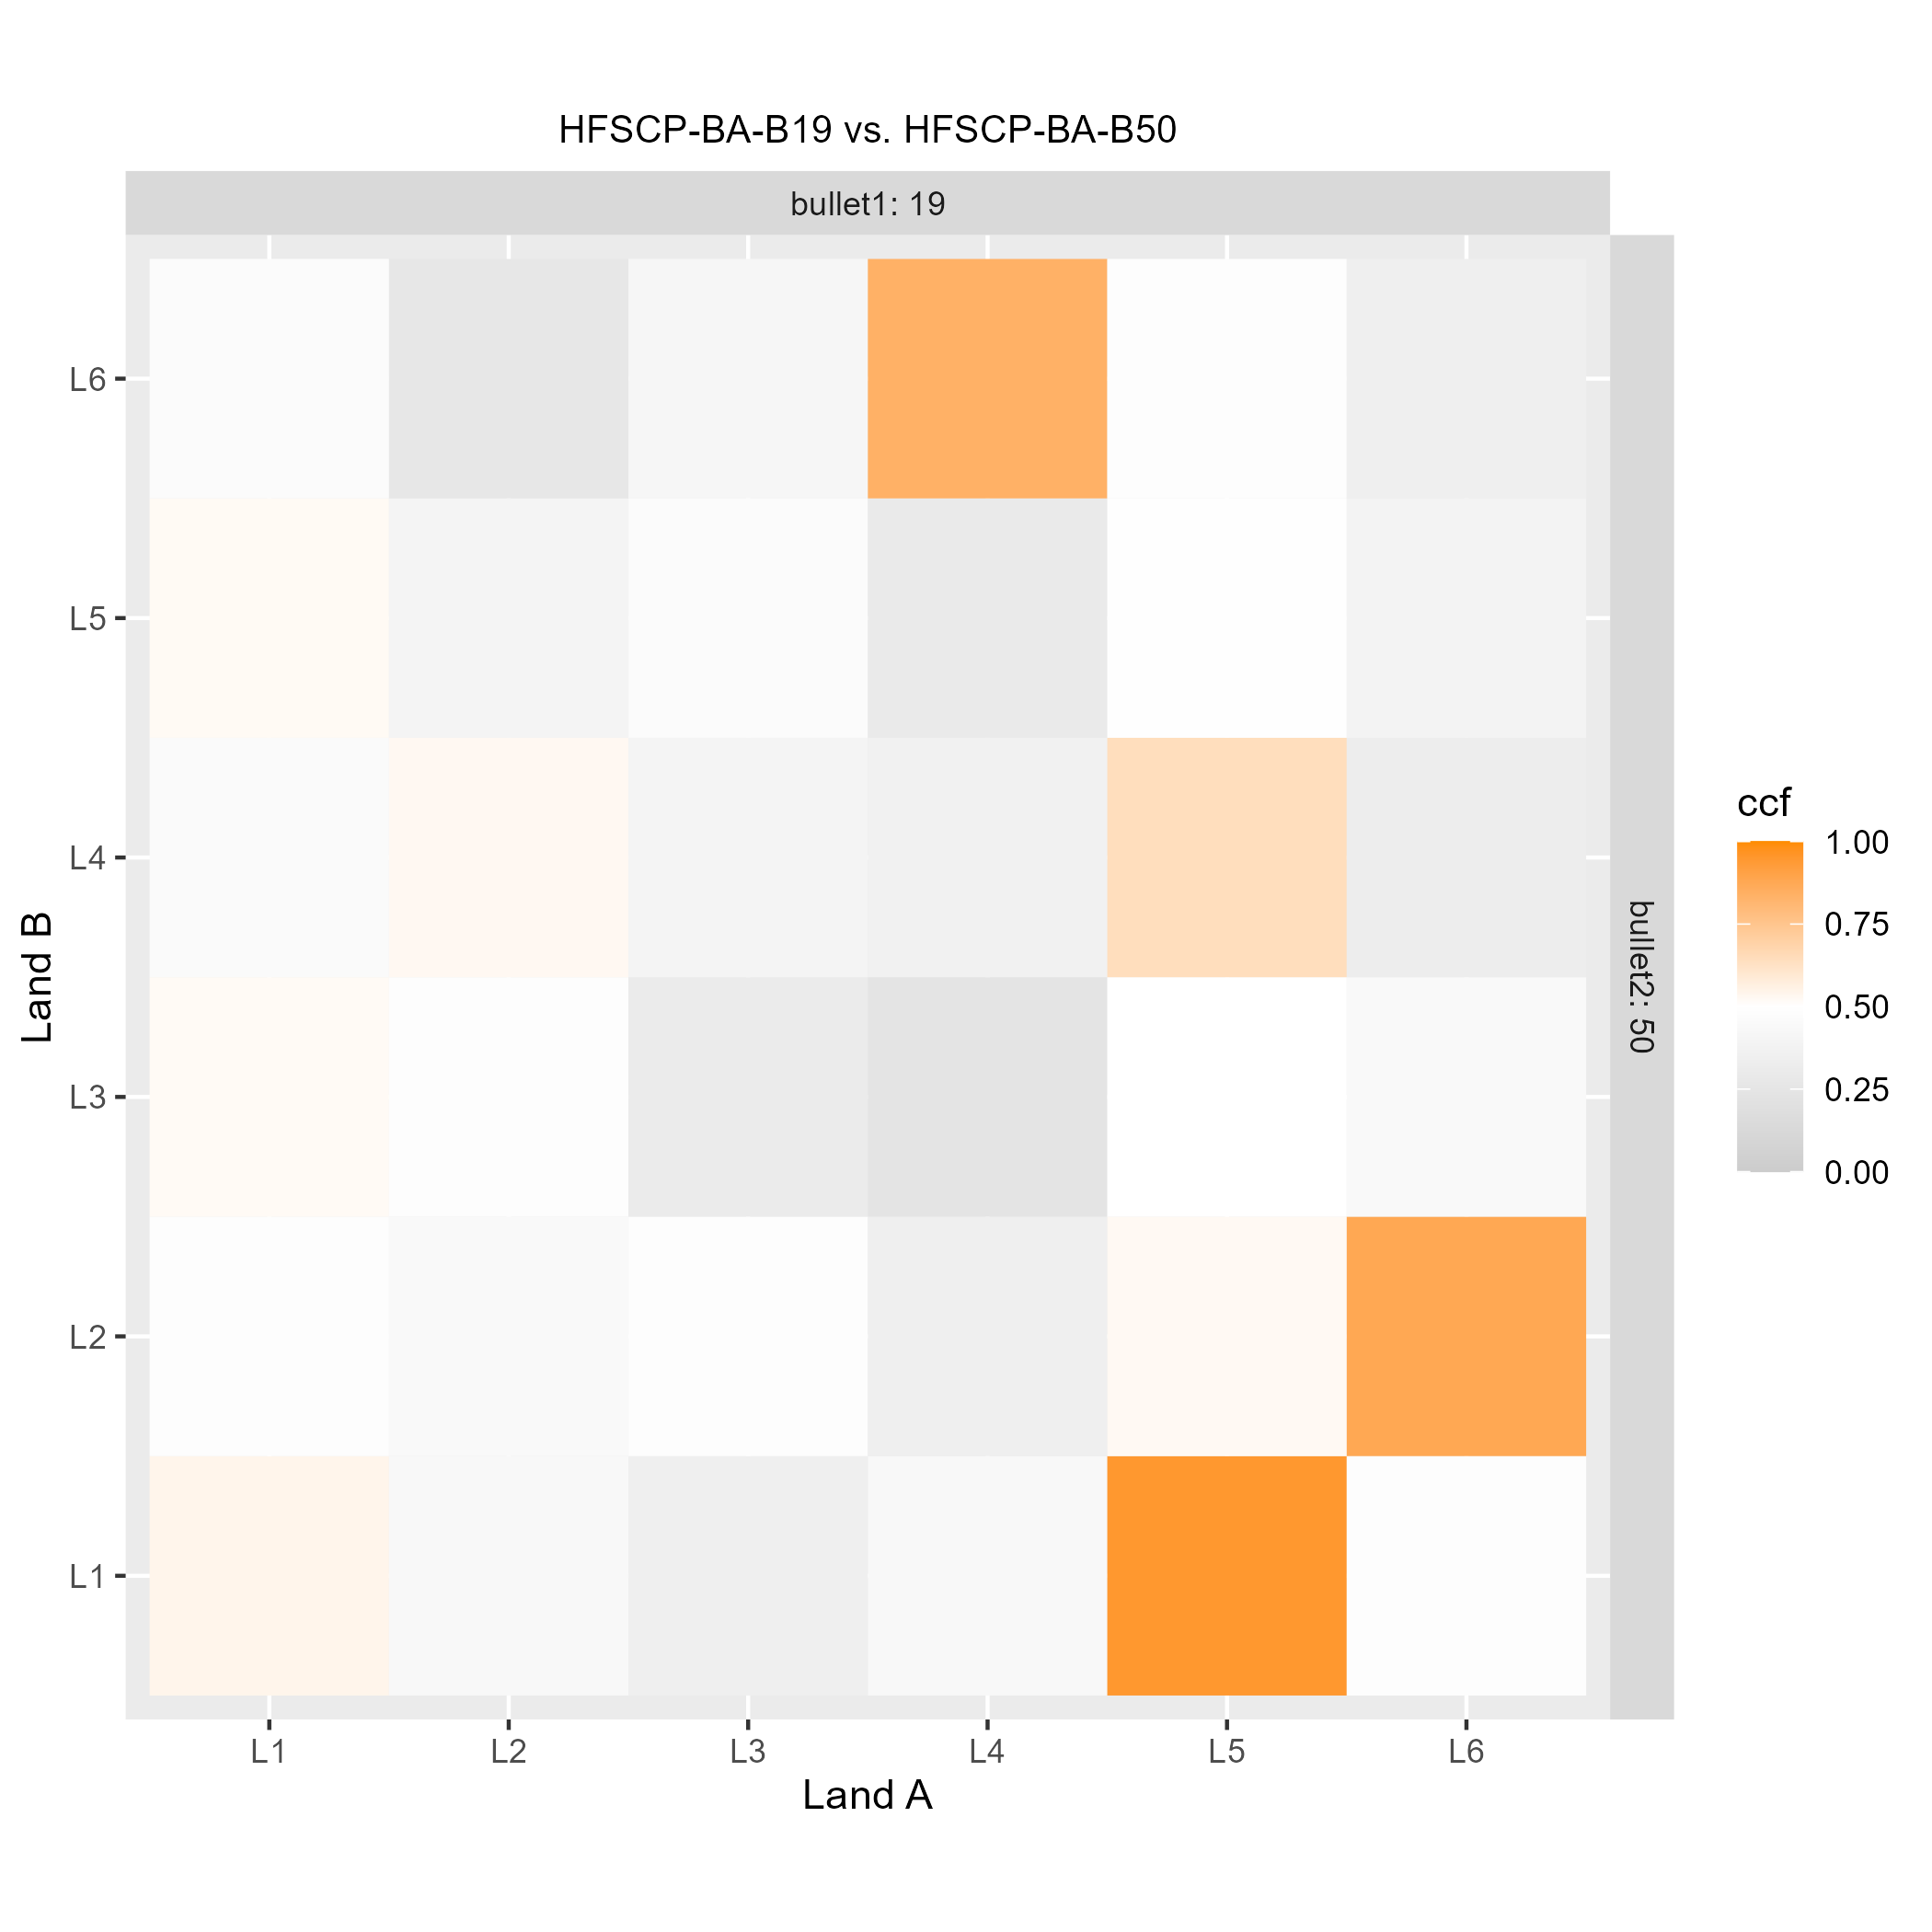 HFSCP-BA-B19 vs. HFSCP-BA-B50
bullet1: 19
L6
L5
L4
L3
L2
L1
Land B
bullet2: 50
L1 L2 L3 L4 L5 L6
Land A
ccf
1.00
0.75
0.50
0.25
0.00